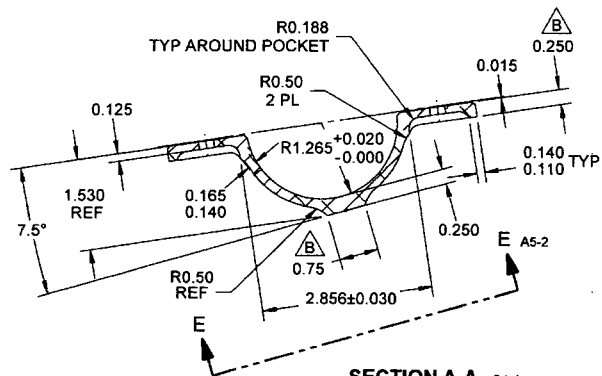 R0.188
TYP AROUND POCKET
B
0.250
R0.50
2 PL
0.015
0.125
R1.265 +0.020
-0.000
0.140
0.110 TYP
1.530
REF
0.165
0.140
7.5°
0.250
B
0.75
R0.50
REF
E A5-2
2.856±0.030
E
SECTION A-A